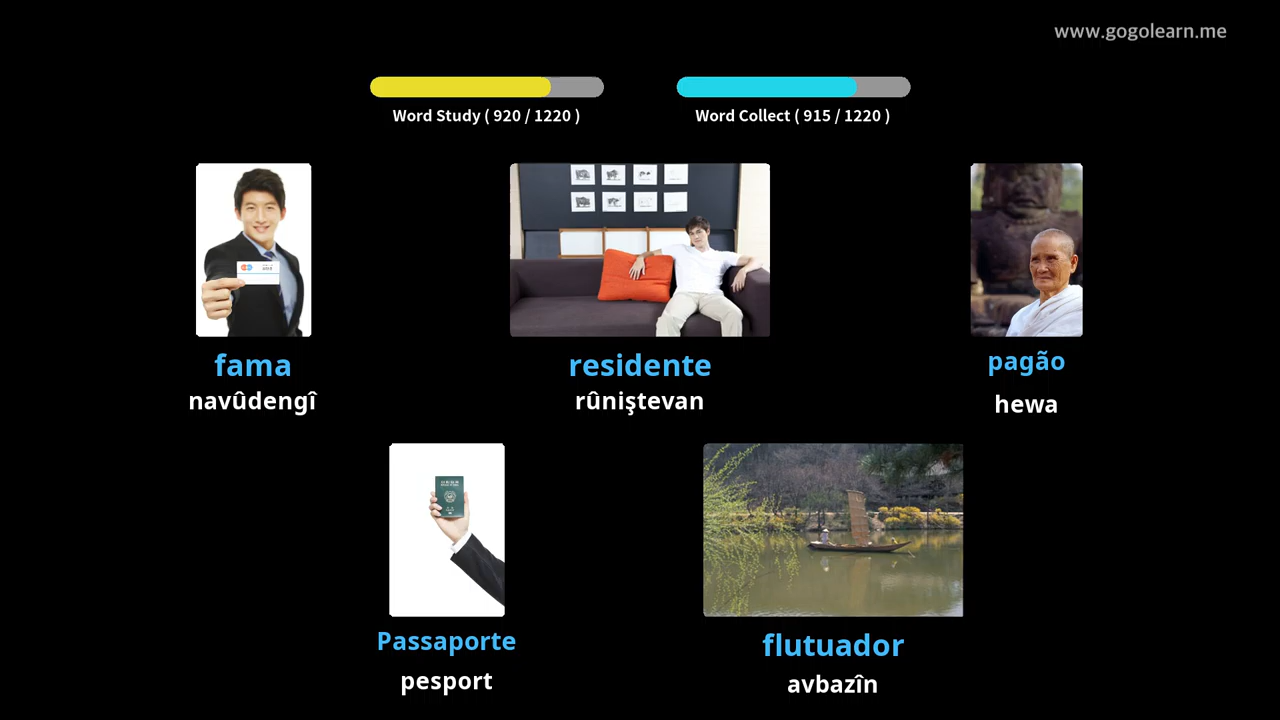 www.gogolearn.me
Word Study ( 920 / 1220 )
Word Collect ( 915 / 1220 )
fama
navûdengî
residente
rûniştevan
pagão
hewa
Passaporte
pesport
flutuador
avbazîn